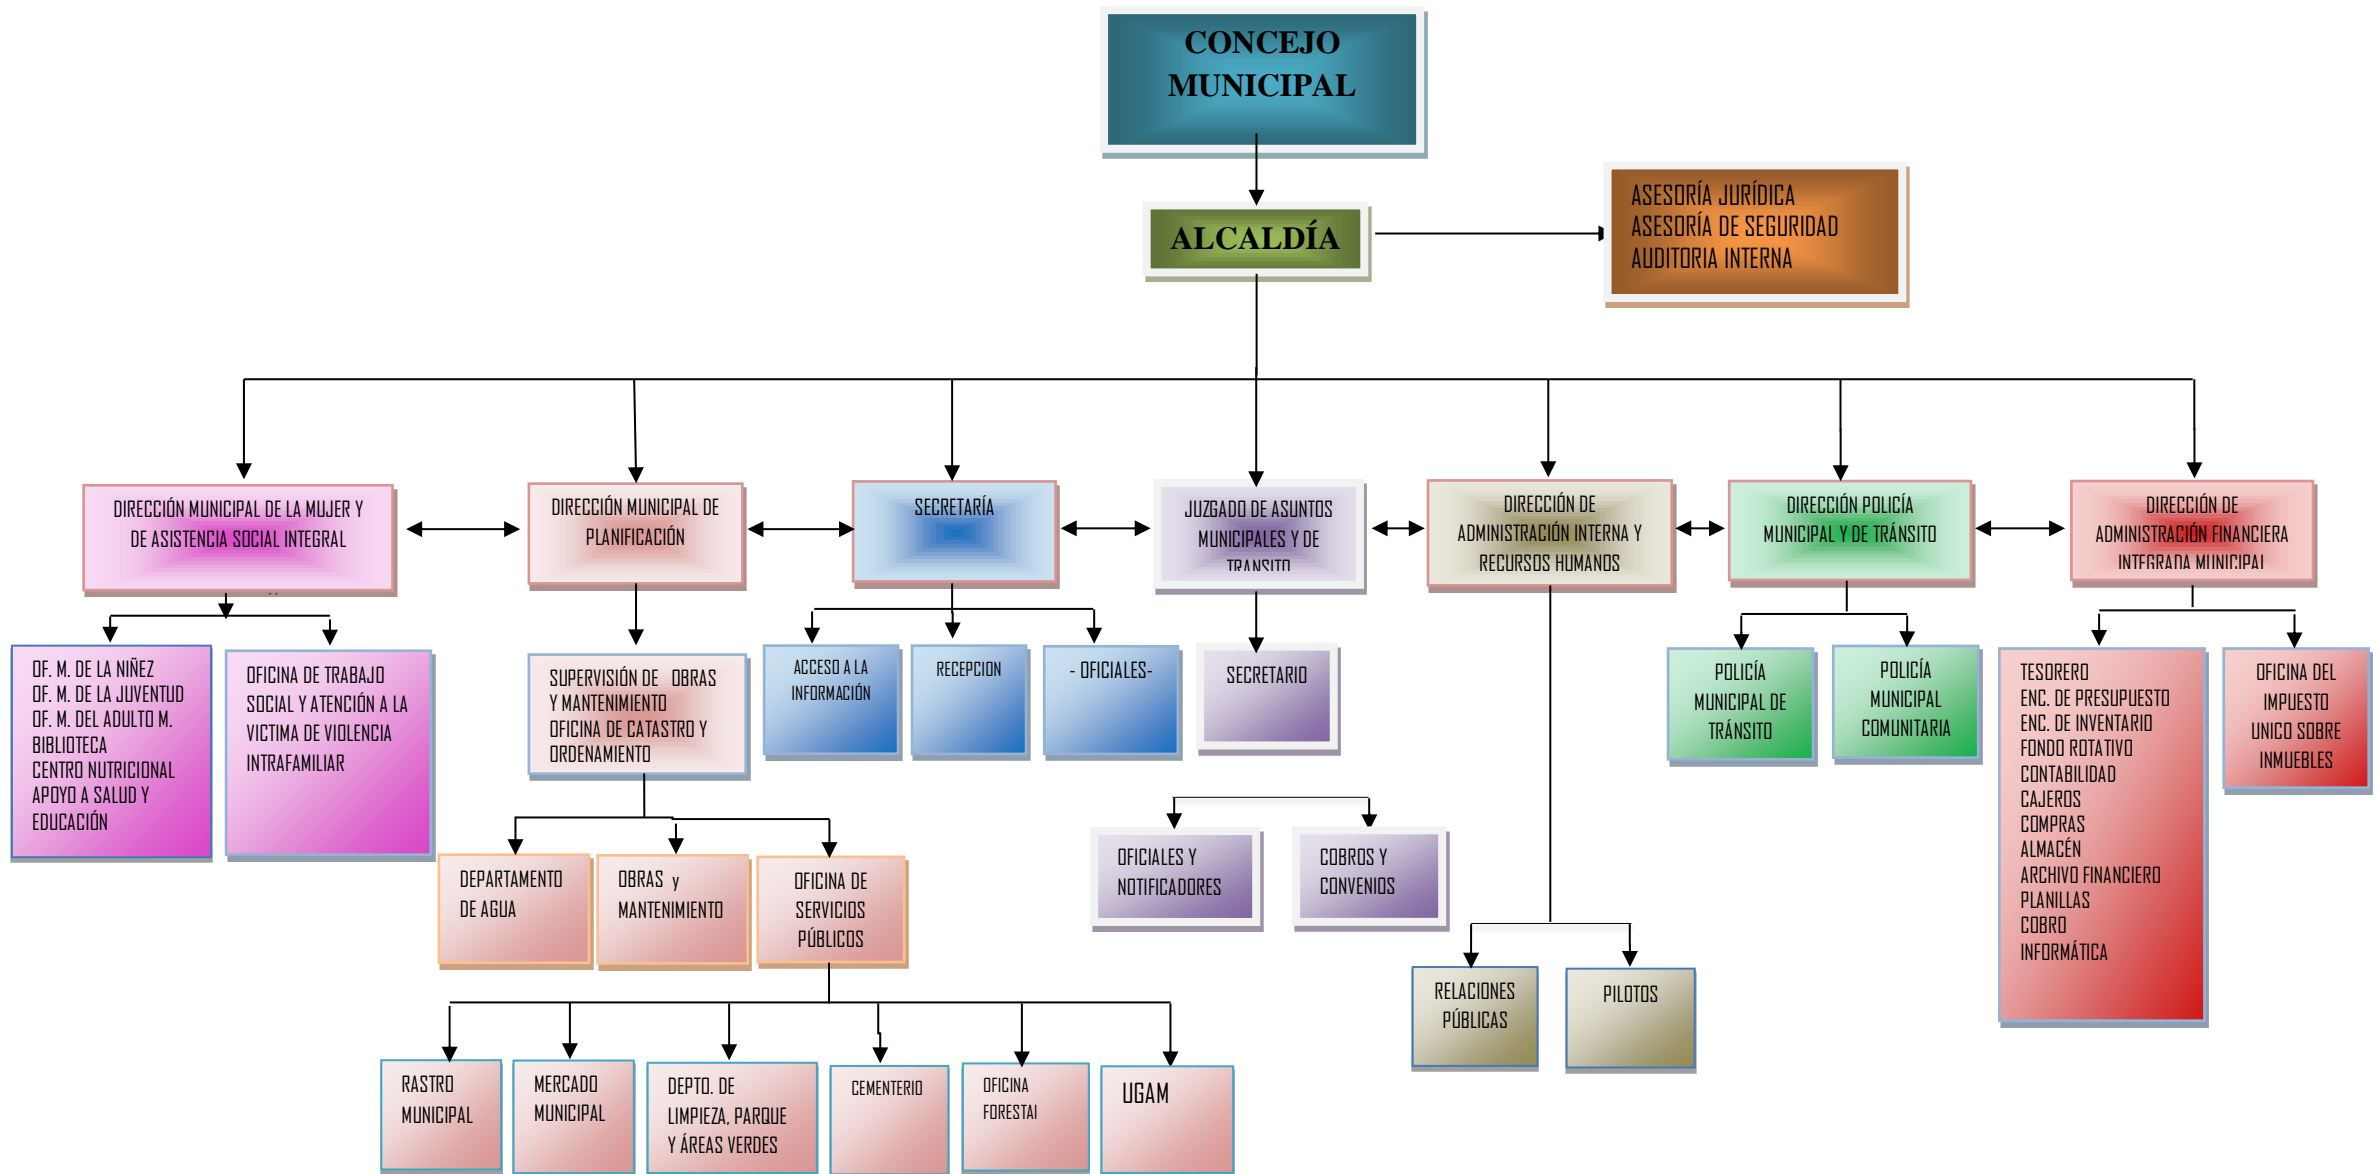 CONCEJO
MUNICIPAL
ALCALDÍA
ASESORÍA JURÍDICA
ASESORÍA DE SEGURIDAD
AUDITORIA INTERNA
DIRECCIÓN MUNICIPAL DE LA MUJER Y
DE ASISTENCIA SOCIAL INTEGRAL
DIRECCIÓN MUNICIPAL DE
PLANIFICACIÓN
SECRETARÍA
JUZGADO DE ASUNTOS
MUNICIPALES Y DE
TRANSITO
DIRECCIÓN DE
ADMINISTRACIÓN INTERNA Y
RECURSOS HUMANOS
DIRECCIÓN POLICÍA
MUNICIPAL Y DE TRÁNSITO
DIRECCIÓN DE
ADMINISTRACIÓN FINANCIERA
INTEGRADA MUNICIPAL
OF. M. DE LA NIÑEZ
OF. M. DE LA JUVENTUD
OF. M. DEL ADULTO M.
BIBLIOTECA
CENTRO NUTRICIONAL
APOYO A SALUD Y
EDUCACIÓN
OFICINA DE TRABAJO
SOCIAL Y ATENCIÓN A LA
VICTIMA DE VIOLENCIA
INTRAFAMILIAR
SUPERVISIÓN DE OBRAS
Y MANTENIMIENTO
OFICINA DE CATASTRO Y
ORDENAMIENTO
ACCESO A LA
INFORMACIÓN
RECEPCION
- OFICIALES-
SECRETARIO
POLICÍA
MUNICIPAL DE
TRÁNSITO
POLICÍA
MUNICIPAL
COMUNITARIA
TESORERO
ENC. DE PRESUPUESTO
ENC. DE INVENTARIO
FONDO ROTATIVO
CONTABILIDAD
CAJEROS
COMPRAS
ALMACÉN
ARCHIVO FINANCIERO
PLANILLAS
COBRO
INFORMÁTICA
OFICINA DEL
IMPUESTO
UNICO SOBRE
INMUEBLES
DEPARTAMENTO
DE AGUA
OBRAS y
MANTENIMIENTO
OFICINA DE
SERVICIOS
PÚBLICOS
OFICIALES Y
NOTIFICADORES
COBROS Y
CONVENIOS
RELACIONES
PÚBLICAS
PILOTOS
RASTRO
MUNICIPAL
MERCADO
MUNICIPAL
DEPTO. DE
LIMPIEZA, PARQUE
Y ÁREAS VERDES
CEMENTERIO
OFICINA
FORESTAL
UGAM